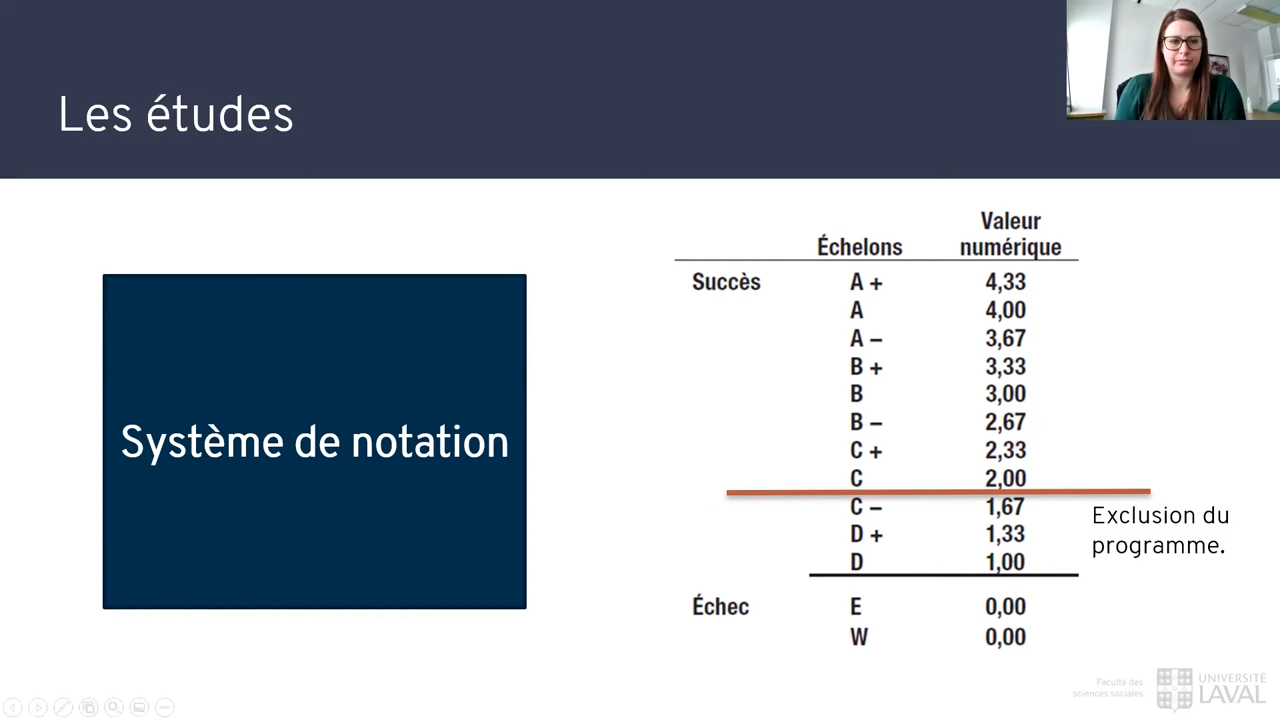 Les études
Système de notation
Valeur
Échelons numérique
Succès A + 4,33
A 4,00
A – 3,67
B + 3,33
B 3,00
B – 2,67
C + 2,33
C 2,00
C – 1,67
D + 1,33
D 1,00
Exclusion du
programme.
Échec E 0,00
W 0,00
Faculté des
sciences sociales
UNIVERSITÉ
LAVAL